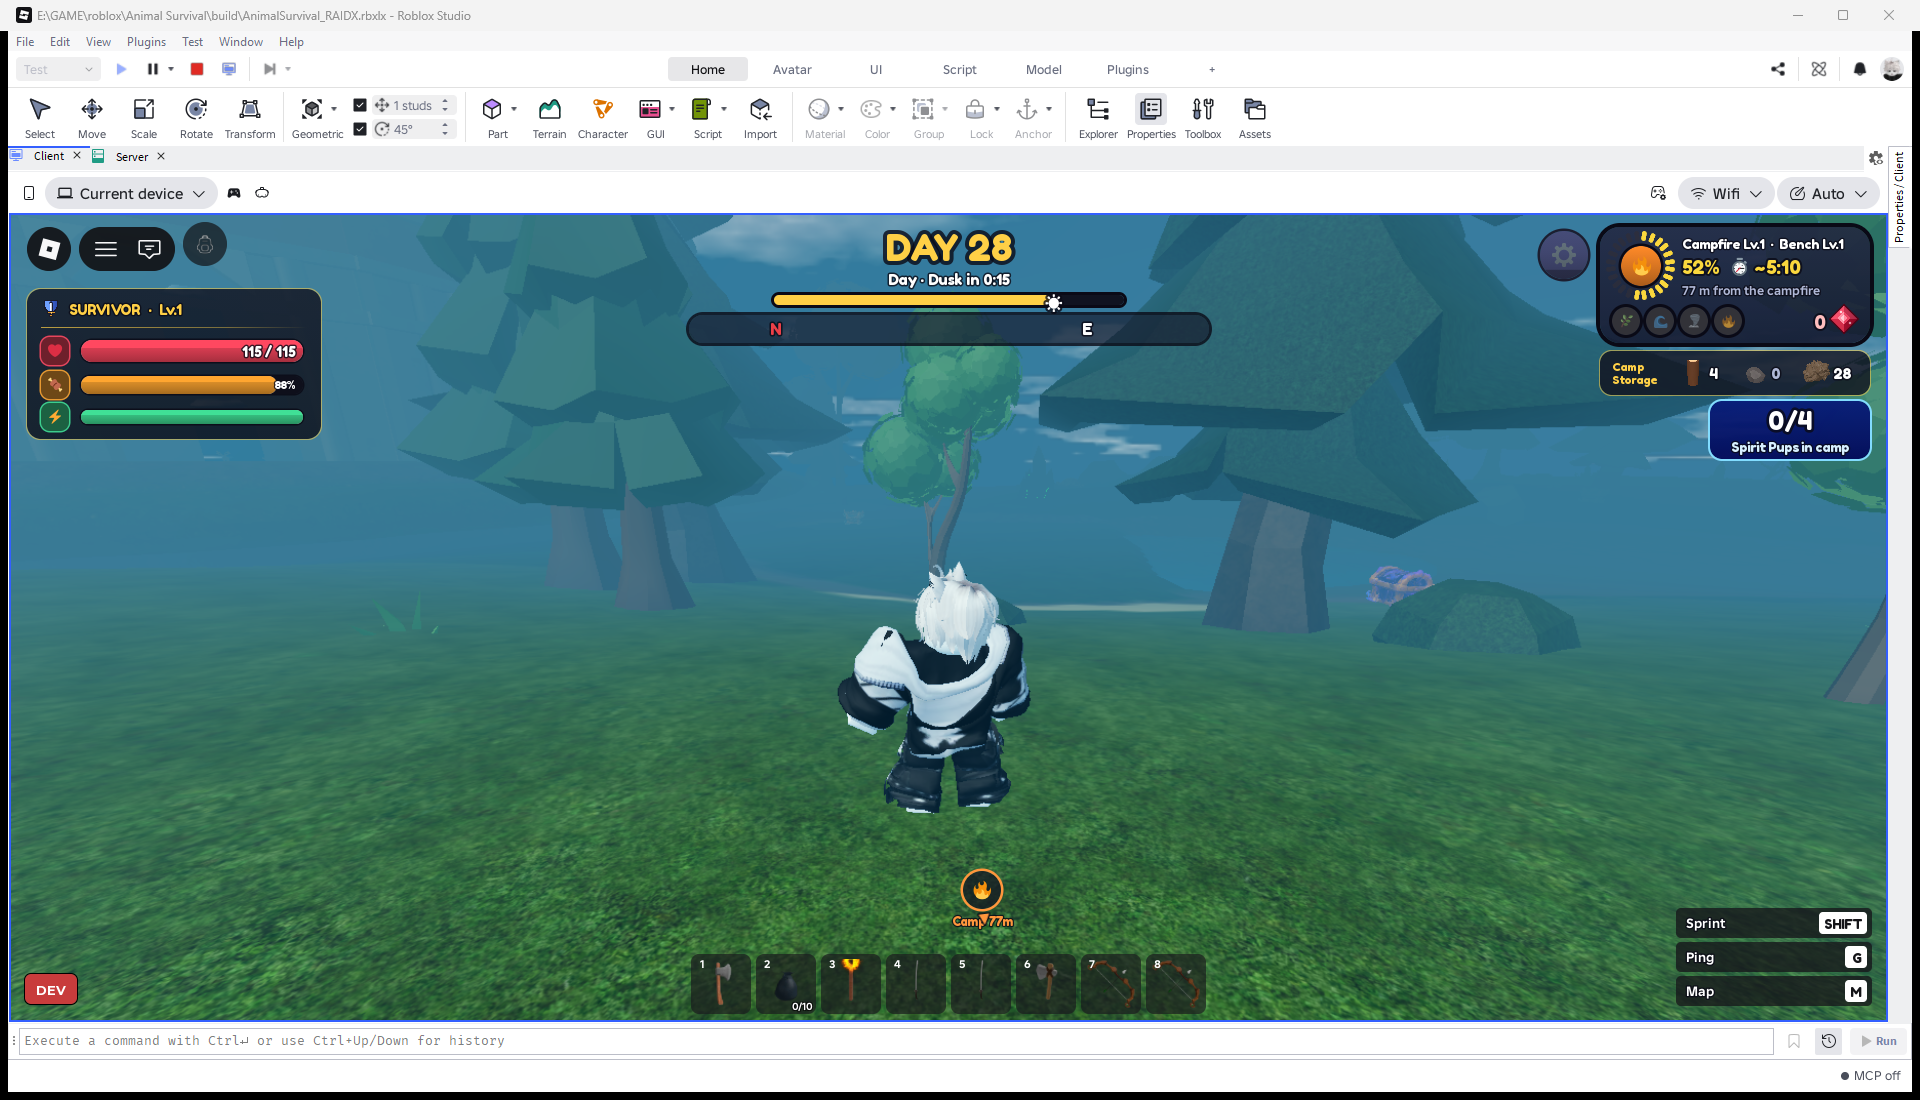 E:\GAME\roblox\Animal Survival\build\AnimalSurvival_RAIDX.rbxlx - Roblox Studio
File Edit View Plugins Test Window Help
Test
Home Avatar UI Script Model Plugins +
1 studs
45°
Select Move Scale Rotate Transform Geometric Part Terrain Character GUI Script Import Material Color Group Lock Anchor Explorer Properties Toolbox Assets
Client Server
Properties / Client
Current device
Wifi Auto
DAY 28
Day · Dusk in 0:15
N E
SURVIVOR · Lv.1
115 / 115
88%
Campfire Lv.1 · Bench Lv.1
52% ~5:10
77 m from the campfire
0
Camp Storage 4 0 28
0/4
Spirit Pups in camp
Camp 77m
Sprint SHIFT
Ping G
Map M
DEV
1 2 3 4 5 6 7 8
0/10
Execute a command with Ctrl↵ or use Ctrl+Up/Down for history
Run
MCP off